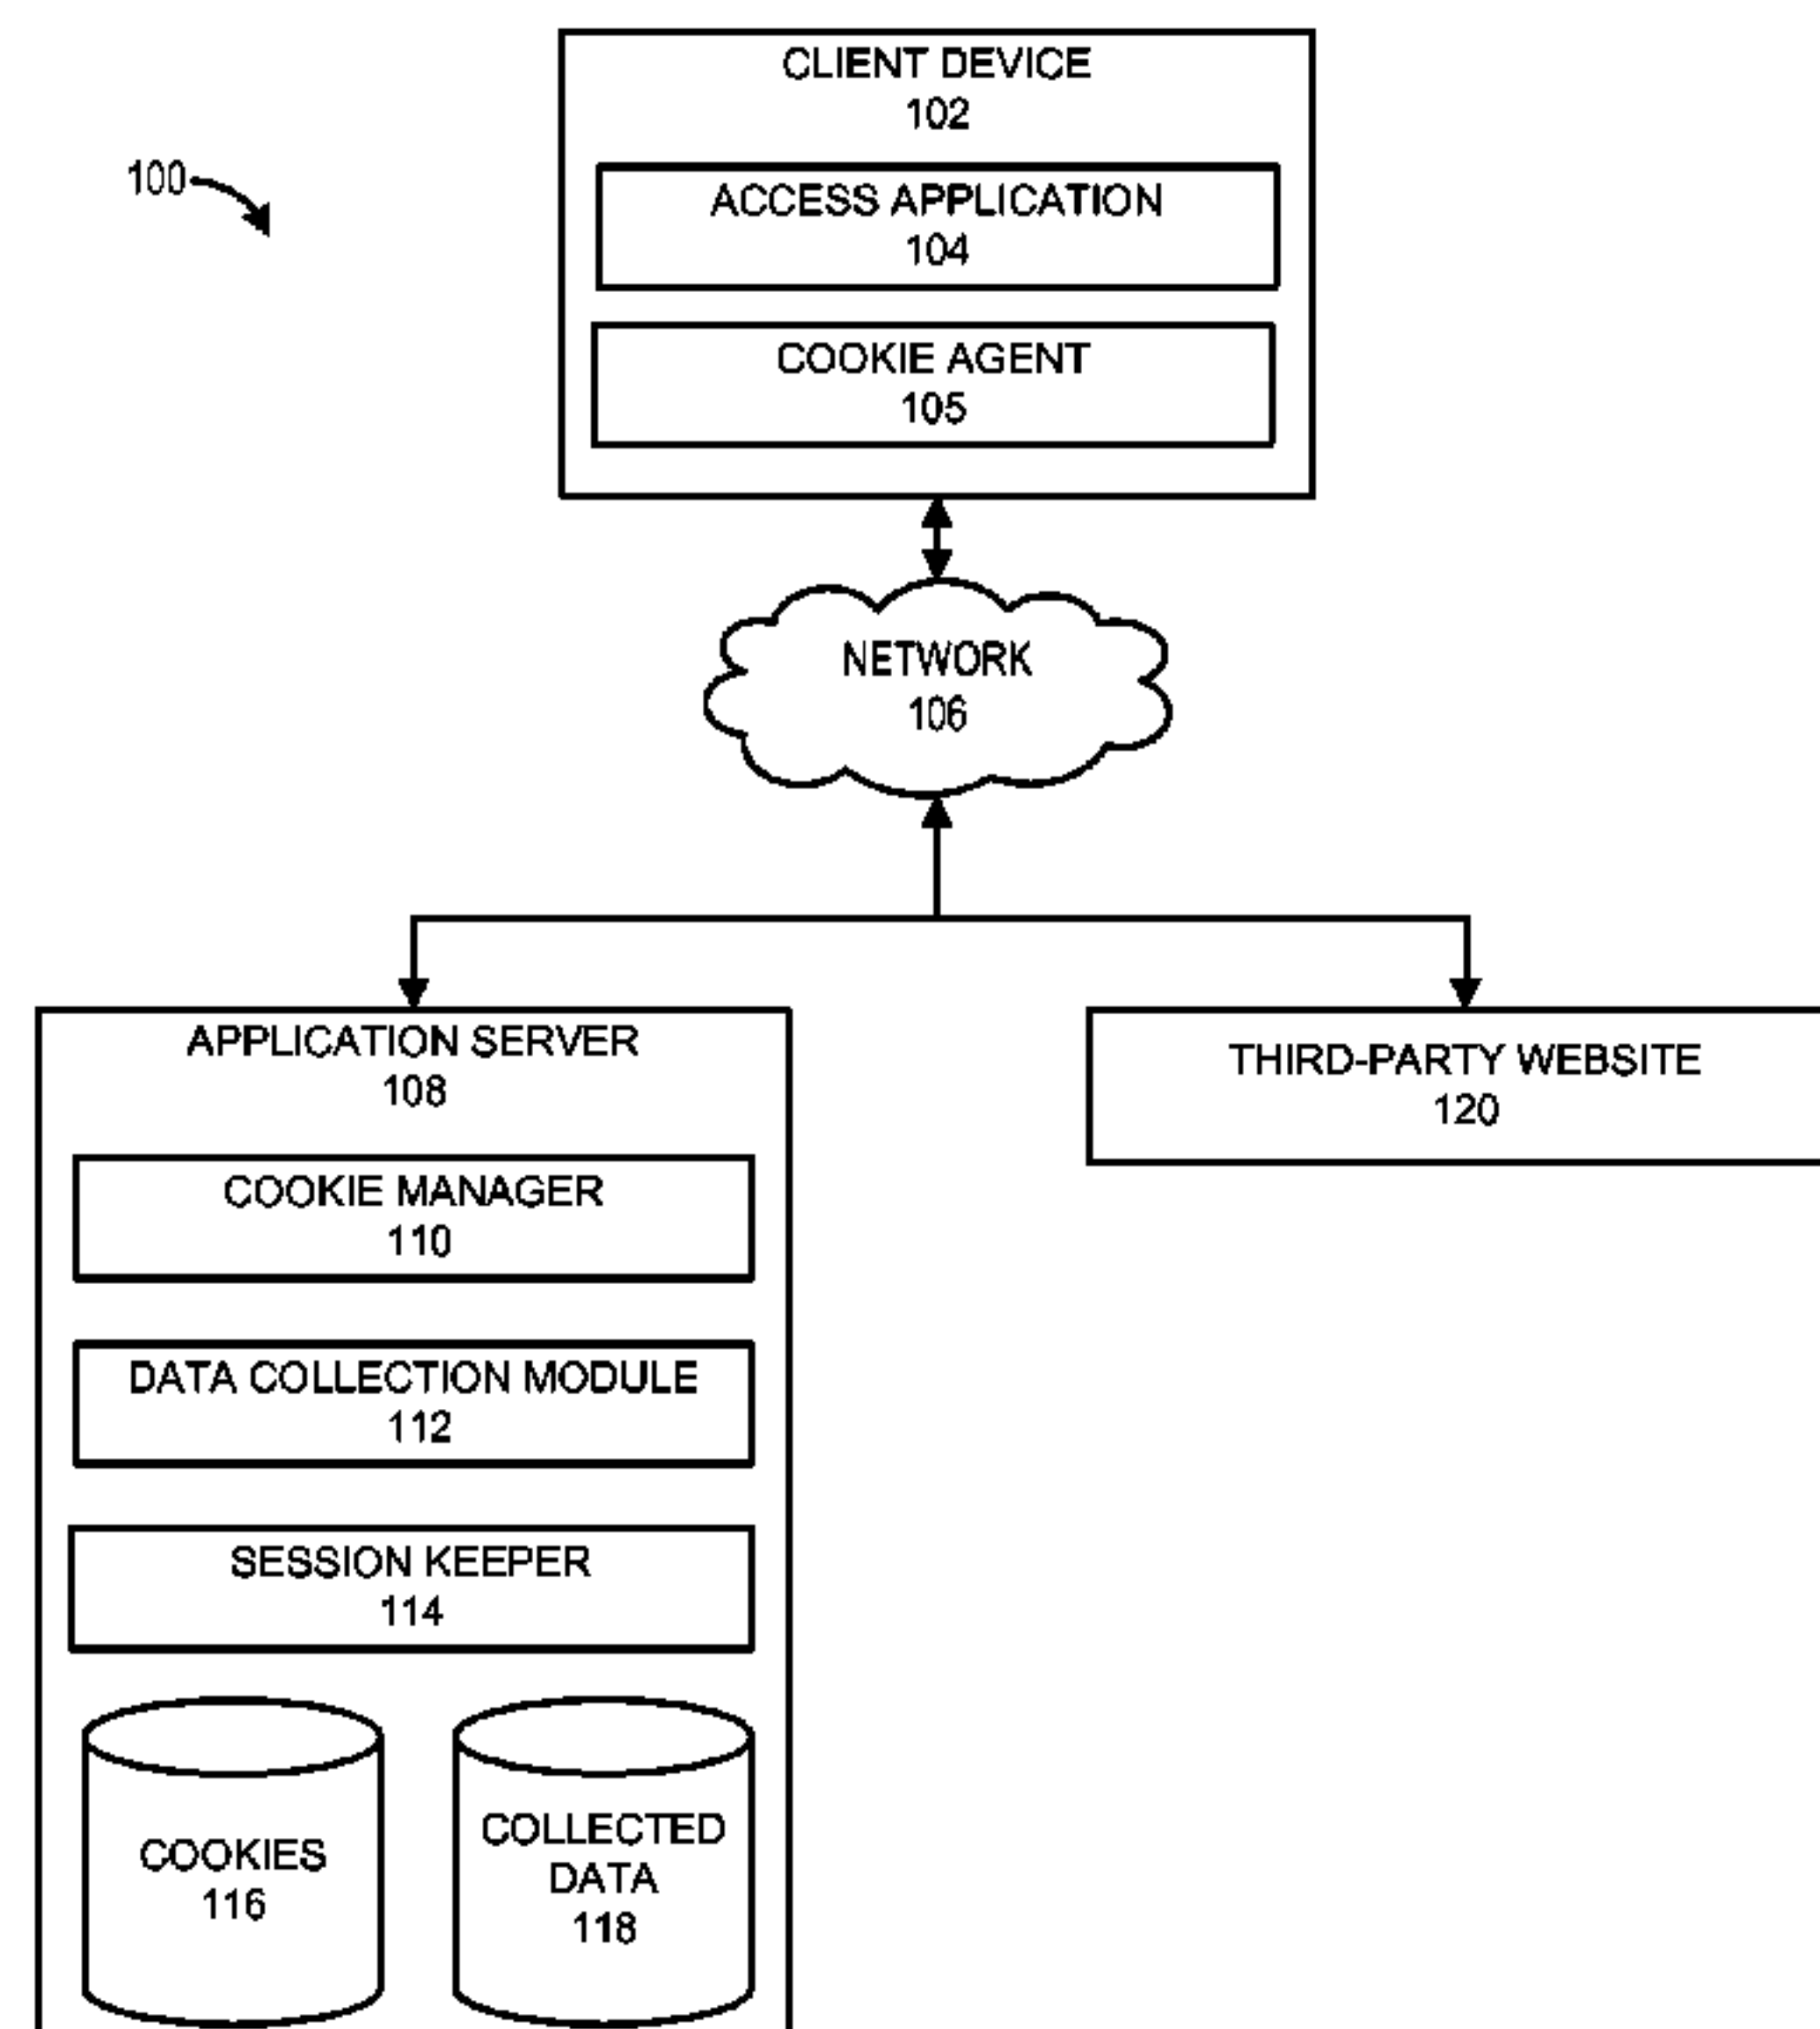 CLIENT DEVICE
102
100
ACCESS APPLICATION
104
COOKIE AGENT
105
NETWORK
106
APPLICATION SERVER
108
THIRD-PARTY WEBSITE
120
COOKIE MANAGER
110
DATA COLLECTION MODULE
112
SESSION KEEPER
114
COOKIES
116
COLLECTED
DATA
118